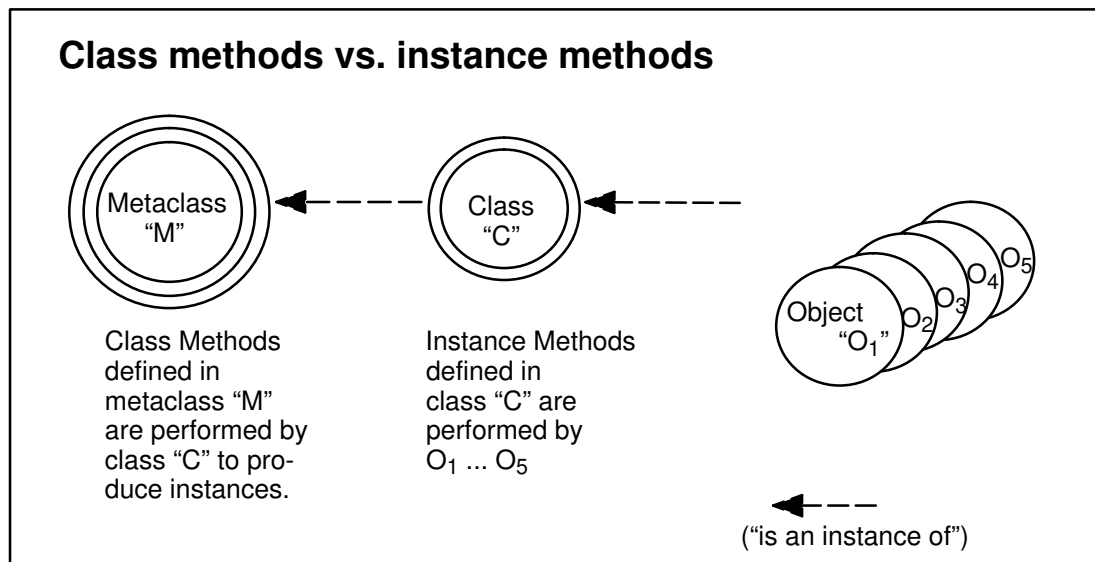 Class methods vs. instance methods
Metaclass
“M”
Class
“C”
Object
“O₁”
O₂
O₃
O₄
O₅
Class Methods
defined in
metaclass “M”
are performed by
class “C” to pro-
duce instances.
Instance Methods
defined in
class “C” are
performed by
O₁ ... O₅
(“is an instance of”)